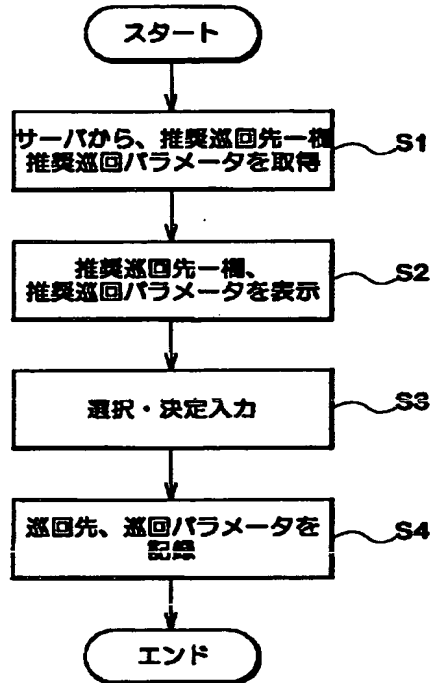 スタート
サーバから、推奨巡回先一欄
推奨巡回パラメータを取得
S1
推奨巡回先一欄、
推奨巡回パラメータを表示
S2
選択・決定入力
S3
巡回先、巡回パラメータを
記録
S4
エンド